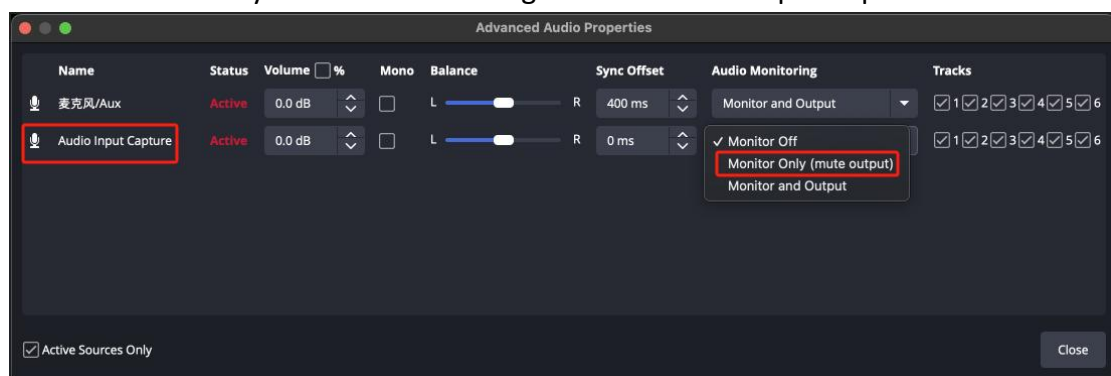 Advanced Audio Properties
Name Status Volume % Mono Balance Sync Offset Audio Monitoring Tracks
麦克风/Aux Active 0.0 dB L R 400 ms Monitor and Output 1 2 3 4 5 6
Audio Input Capture Active 0.0 dB L R 0 ms ✓ Monitor Off 1 2 3 4 5 6
Monitor Only (mute output)
Monitor and Output
Active Sources Only Close